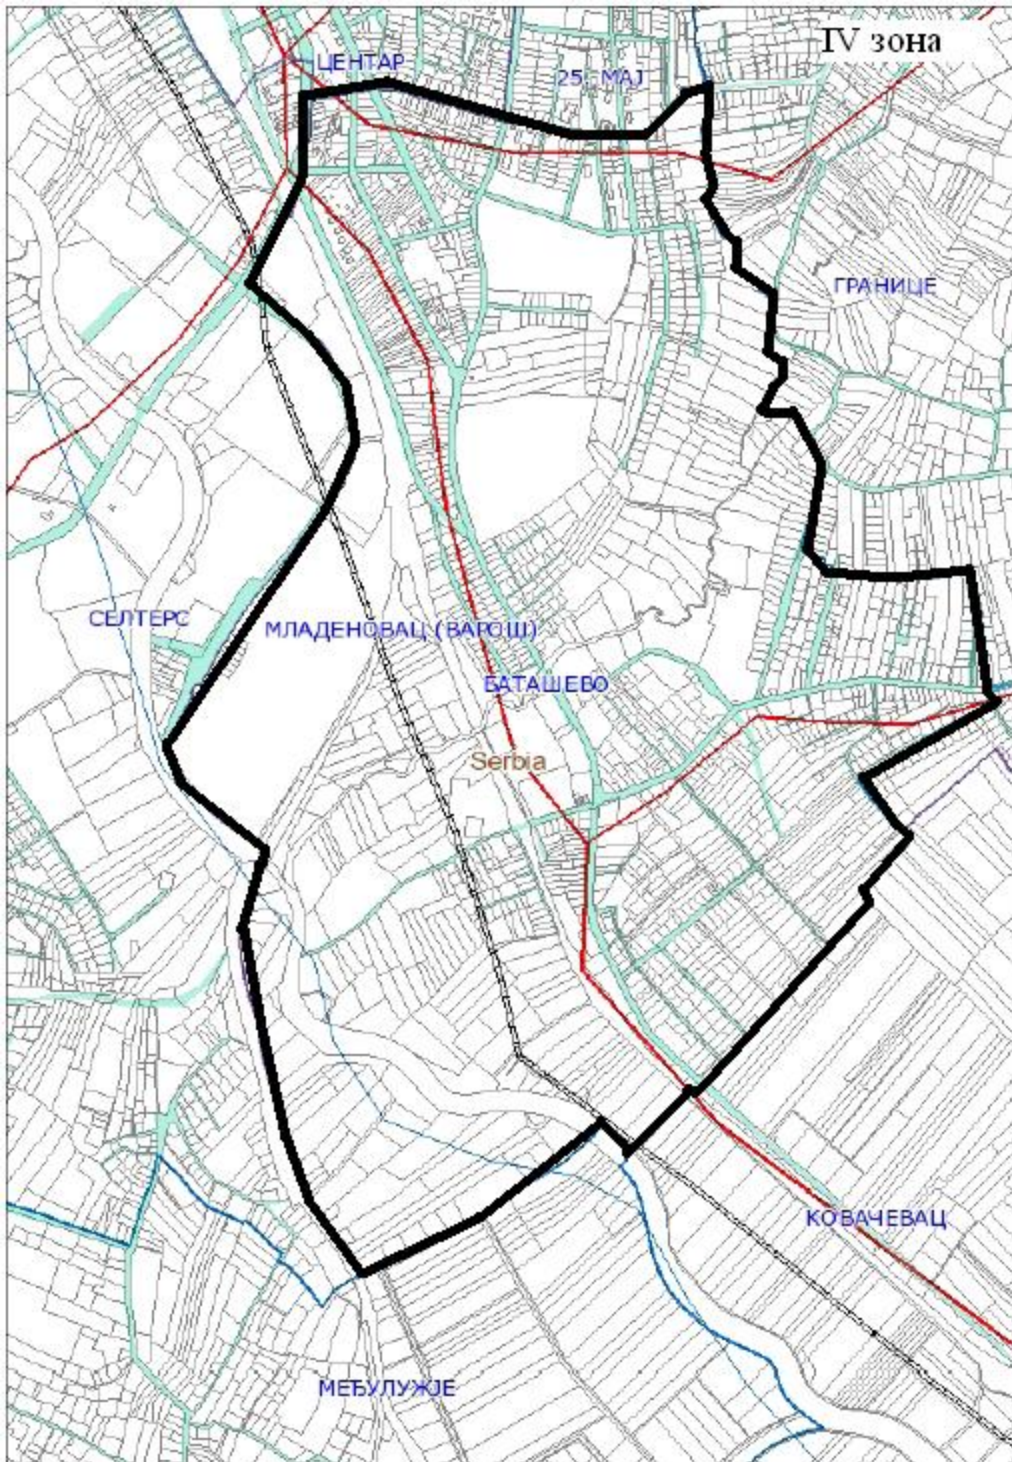 IV зона
ЦЕНТАР
25. МАЈ
ГРАНИЦЕ
СЕЛТЕРС
МЛАДЕНОВАЦ (ВАРОШ)
БАТАШЕВО
Serbia
КОВАЧЕВАЦ
МЕЂУЛУЖЈЕ